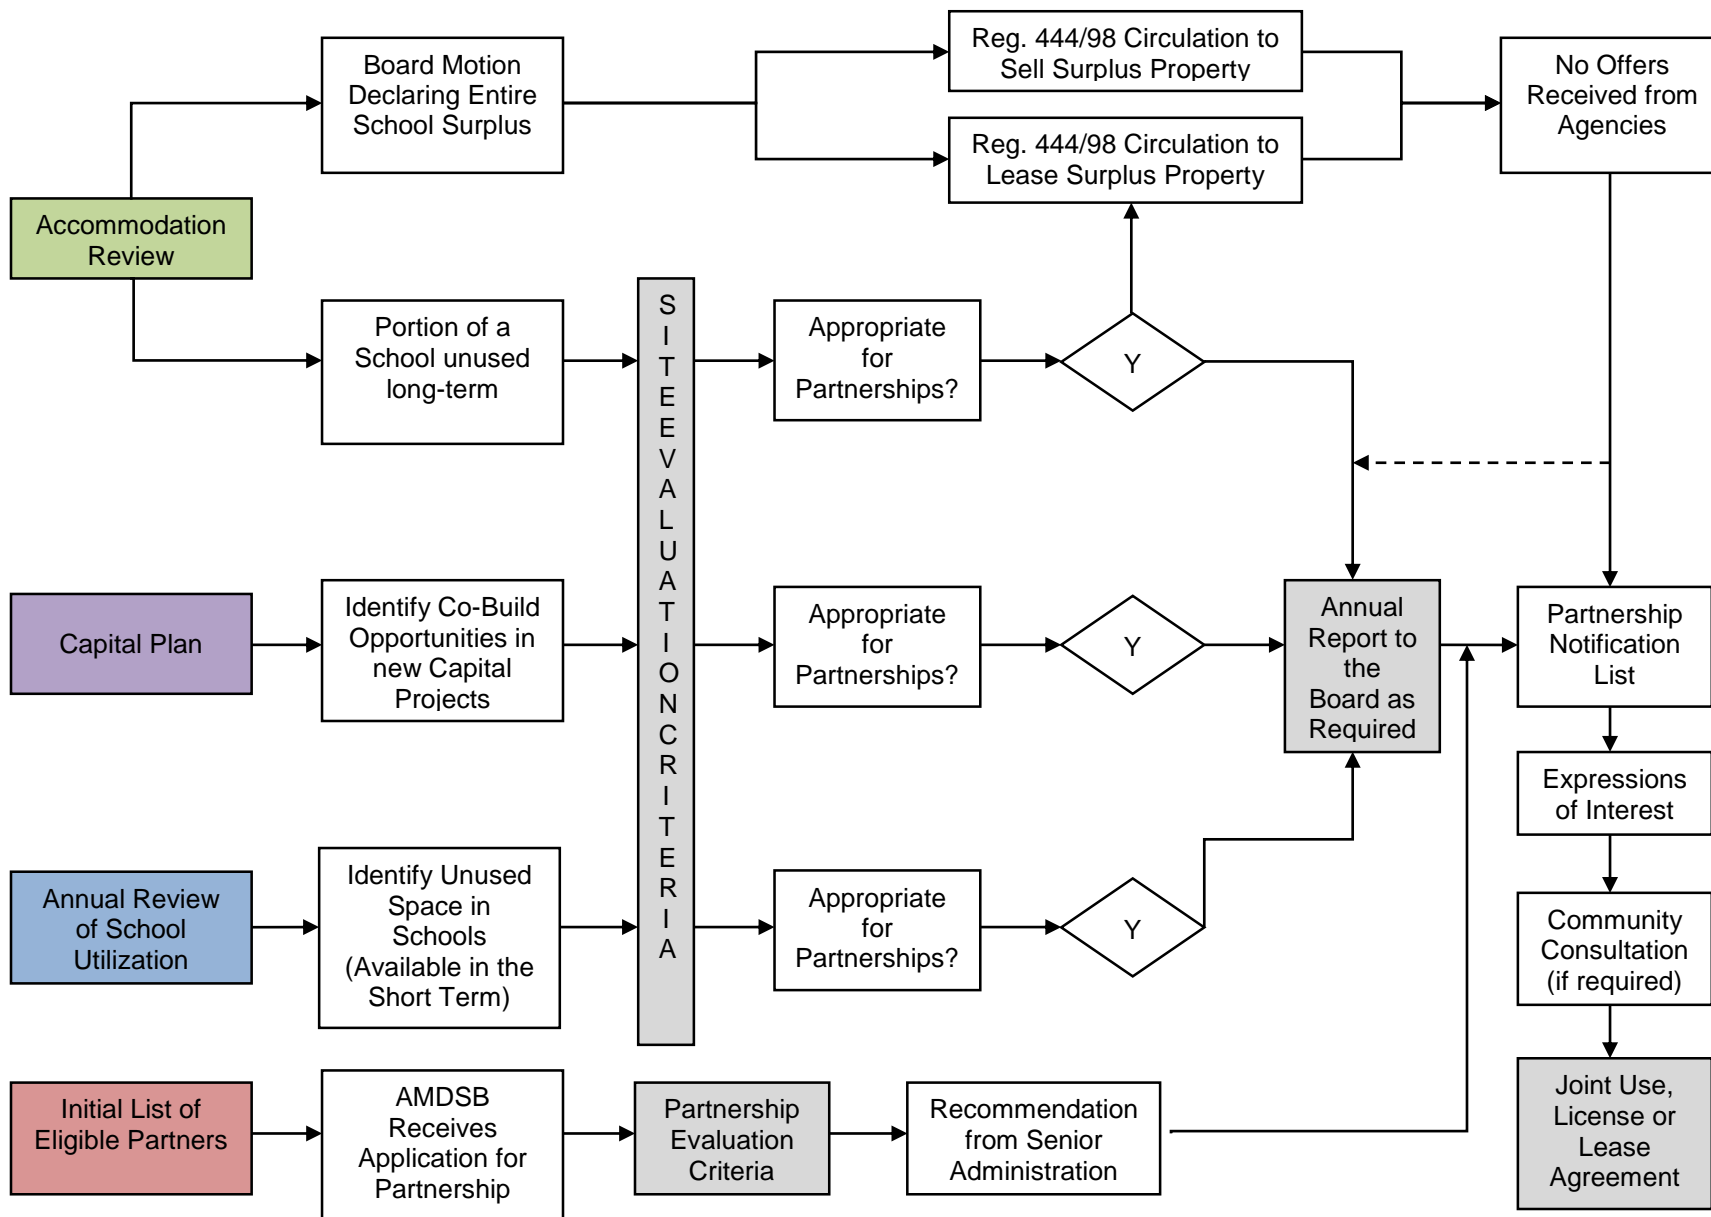 Board Motion
Declaring Entire
School Surplus
Reg. 444/98 Circulation to
Sell Surplus Property
Reg. 444/98 Circulation to
Lease Surplus Property
No Offers
Received from
Agencies
Accommodation
Review
Portion of a
School unused
long-term
SITE EVALUATION CRITERIA
Appropriate
for
Partnerships?
Y
Capital Plan
Identify Co-Build
Opportunities in
new Capital
Projects
Appropriate
for
Partnerships?
Y
Annual
Report to
the
Board as
Required
Partnership
Notification
List
Expressions
of Interest
Annual Review
of School
Utilization
Identify Unused
Space in
Schools
(Available in the
Short Term)
Appropriate
for
Partnerships?
Y
Community
Consultation
(if required)
Initial List of
Eligible Partners
AMDSB
Receives
Application for
Partnership
Partnership
Evaluation
Criteria
Recommendation
from Senior
Administration
Joint Use,
License or
Lease
Agreement